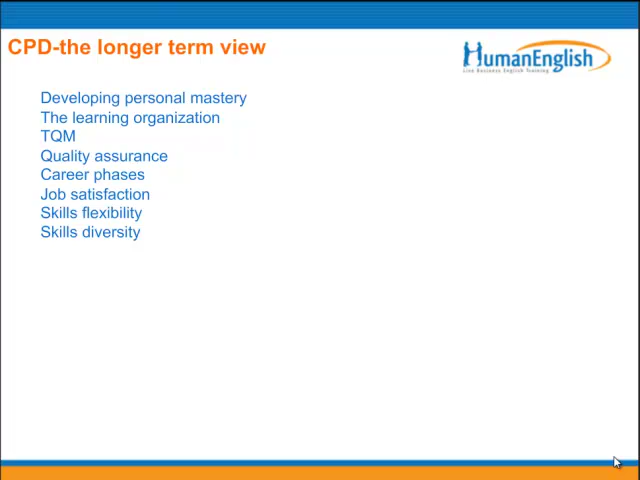 CPD-the longer term view
HumanEnglish
Live Business English Training
Developing personal mastery
The learning organization
TQM
Quality assurance
Career phases
Job satisfaction
Skills flexibility
Skills diversity